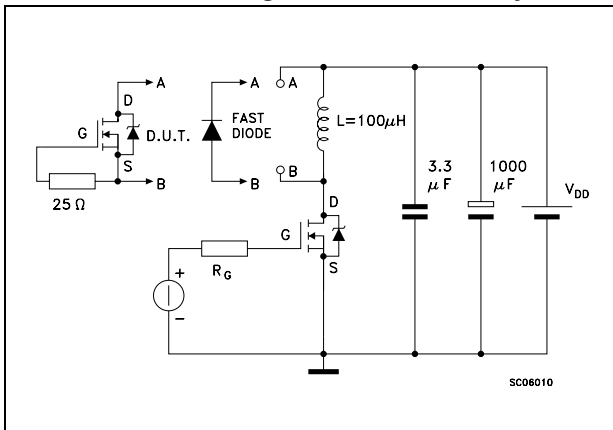 A
A
A
D
G
D.U.T.
S
FAST
DIODE
L=100μH
B
B
B
25 Ω
3.3
μF
1000
μF
VDD
D
G
S
RG
+
−
SC06010